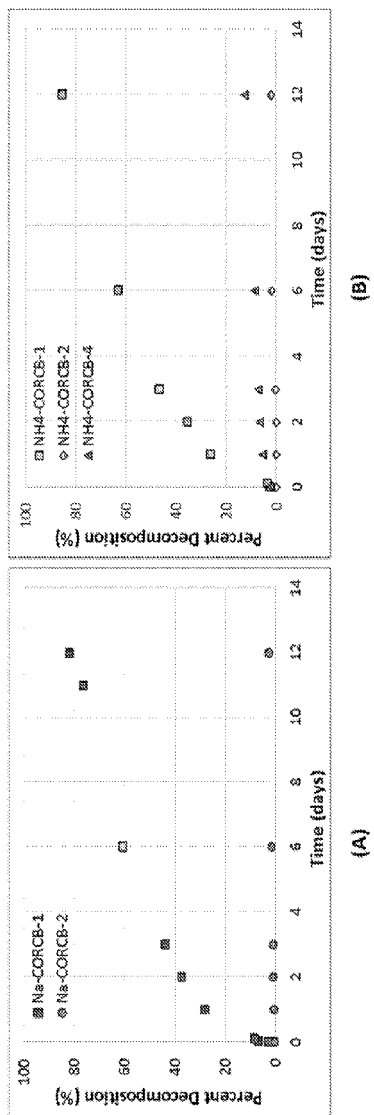 Percent Decomposition (%)
100
80
60
40
20
0
Na-CORCB-1
Na-CORCB-2
0 2 4 6 8 10 12 14
Time (days)
(A)
Percent Decomposition (%)
100
80
60
40
20
0
NH4-CORCB-1
NH4-CORCB-2
NH4-CORCB-4
0 2 4 6 8 10 12 14
Time (days)
(B)